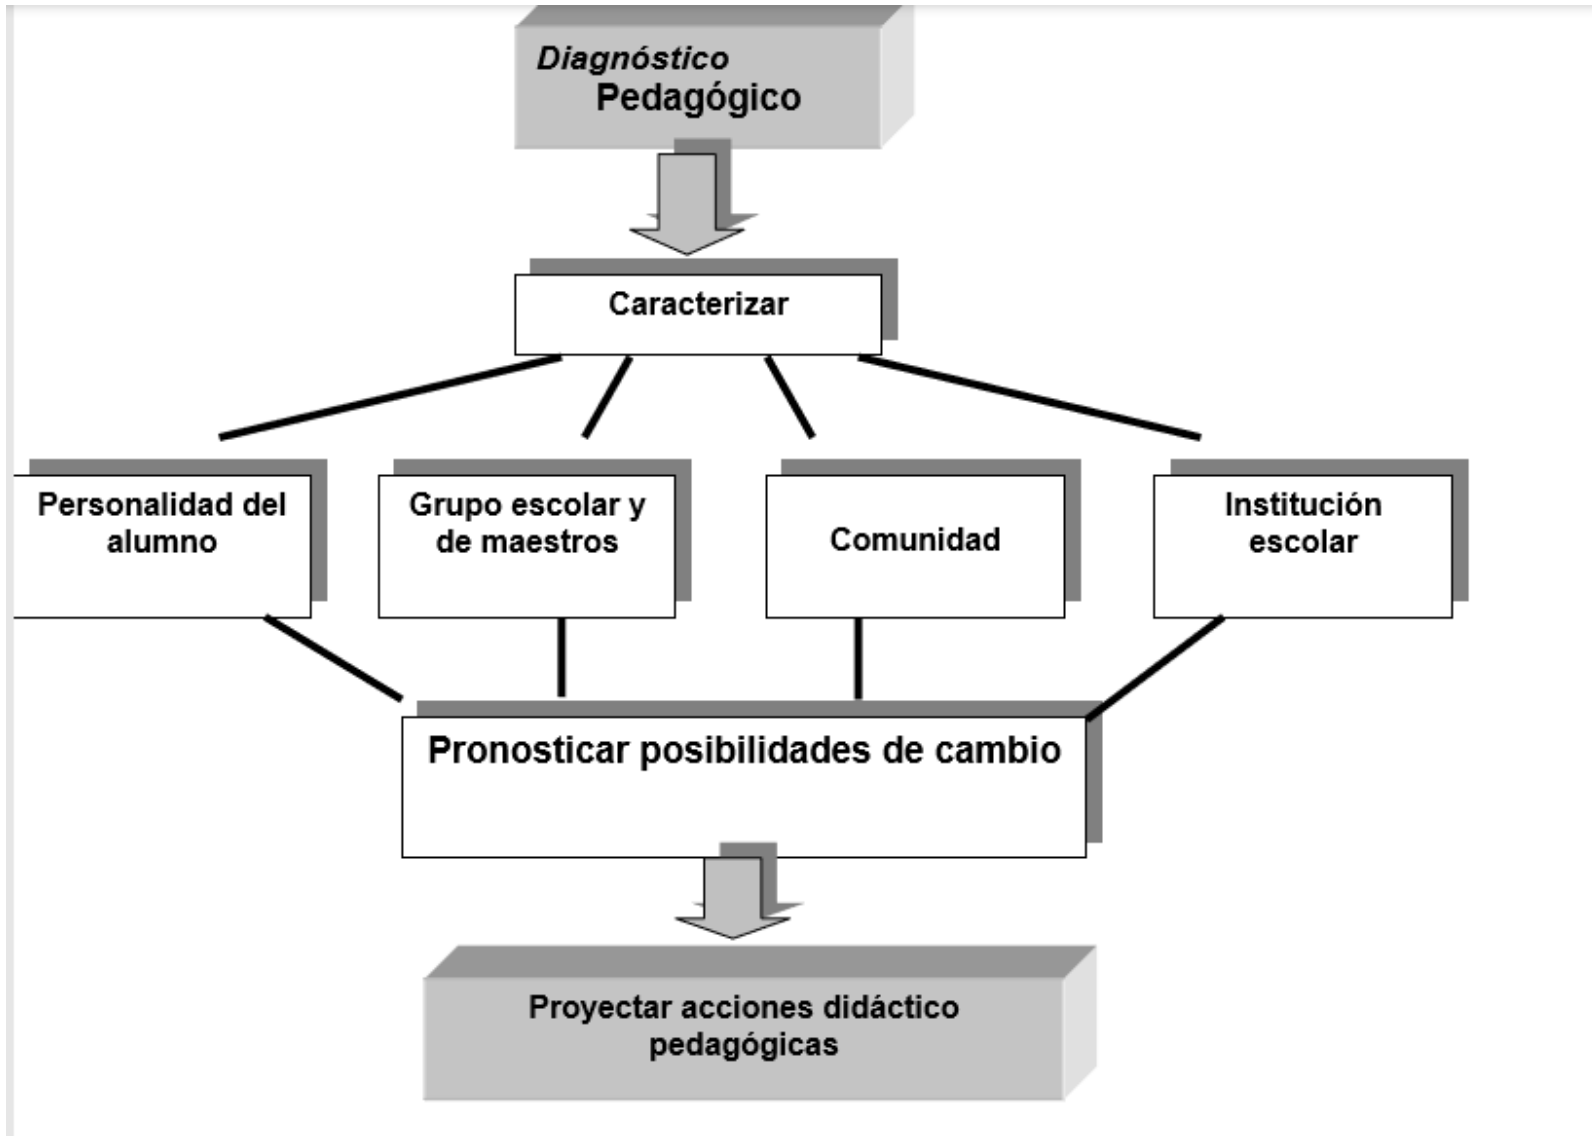 Diagnóstico
Pedagógico
Caracterizar
Personalidad del
alumno
Grupo escolar y
de maestros
Comunidad
Institución
escolar
Pronosticar posibilidades de cambio
Proyectar acciones didáctico
pedagógicas